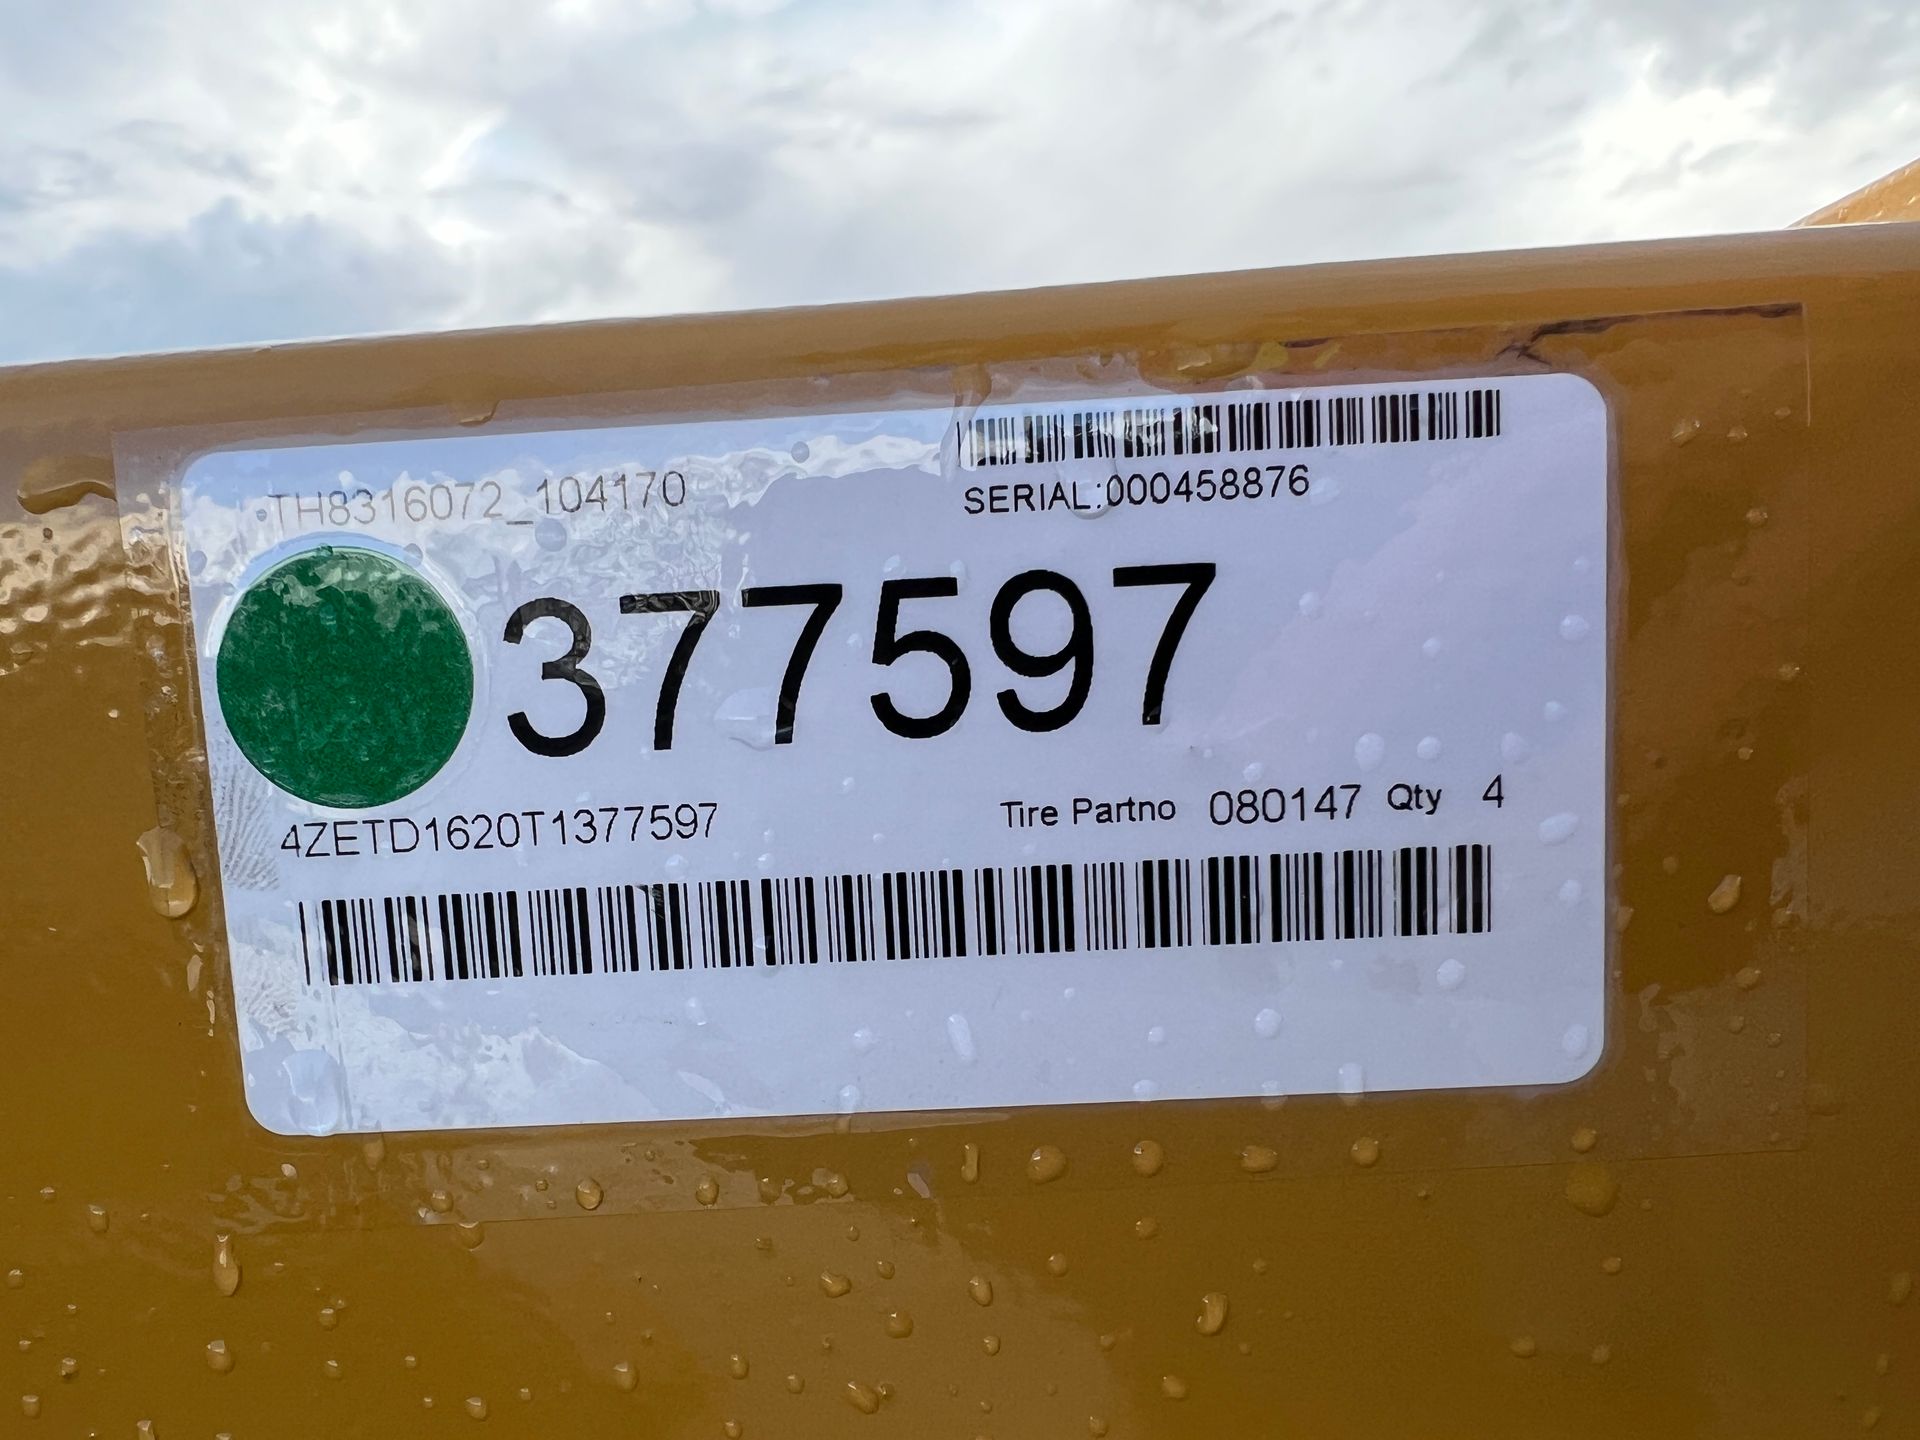 TH8316072_104170
SERIAL:000458876
377597
4ZETD1620T1377597
Tire Partno 080147 Qty 4